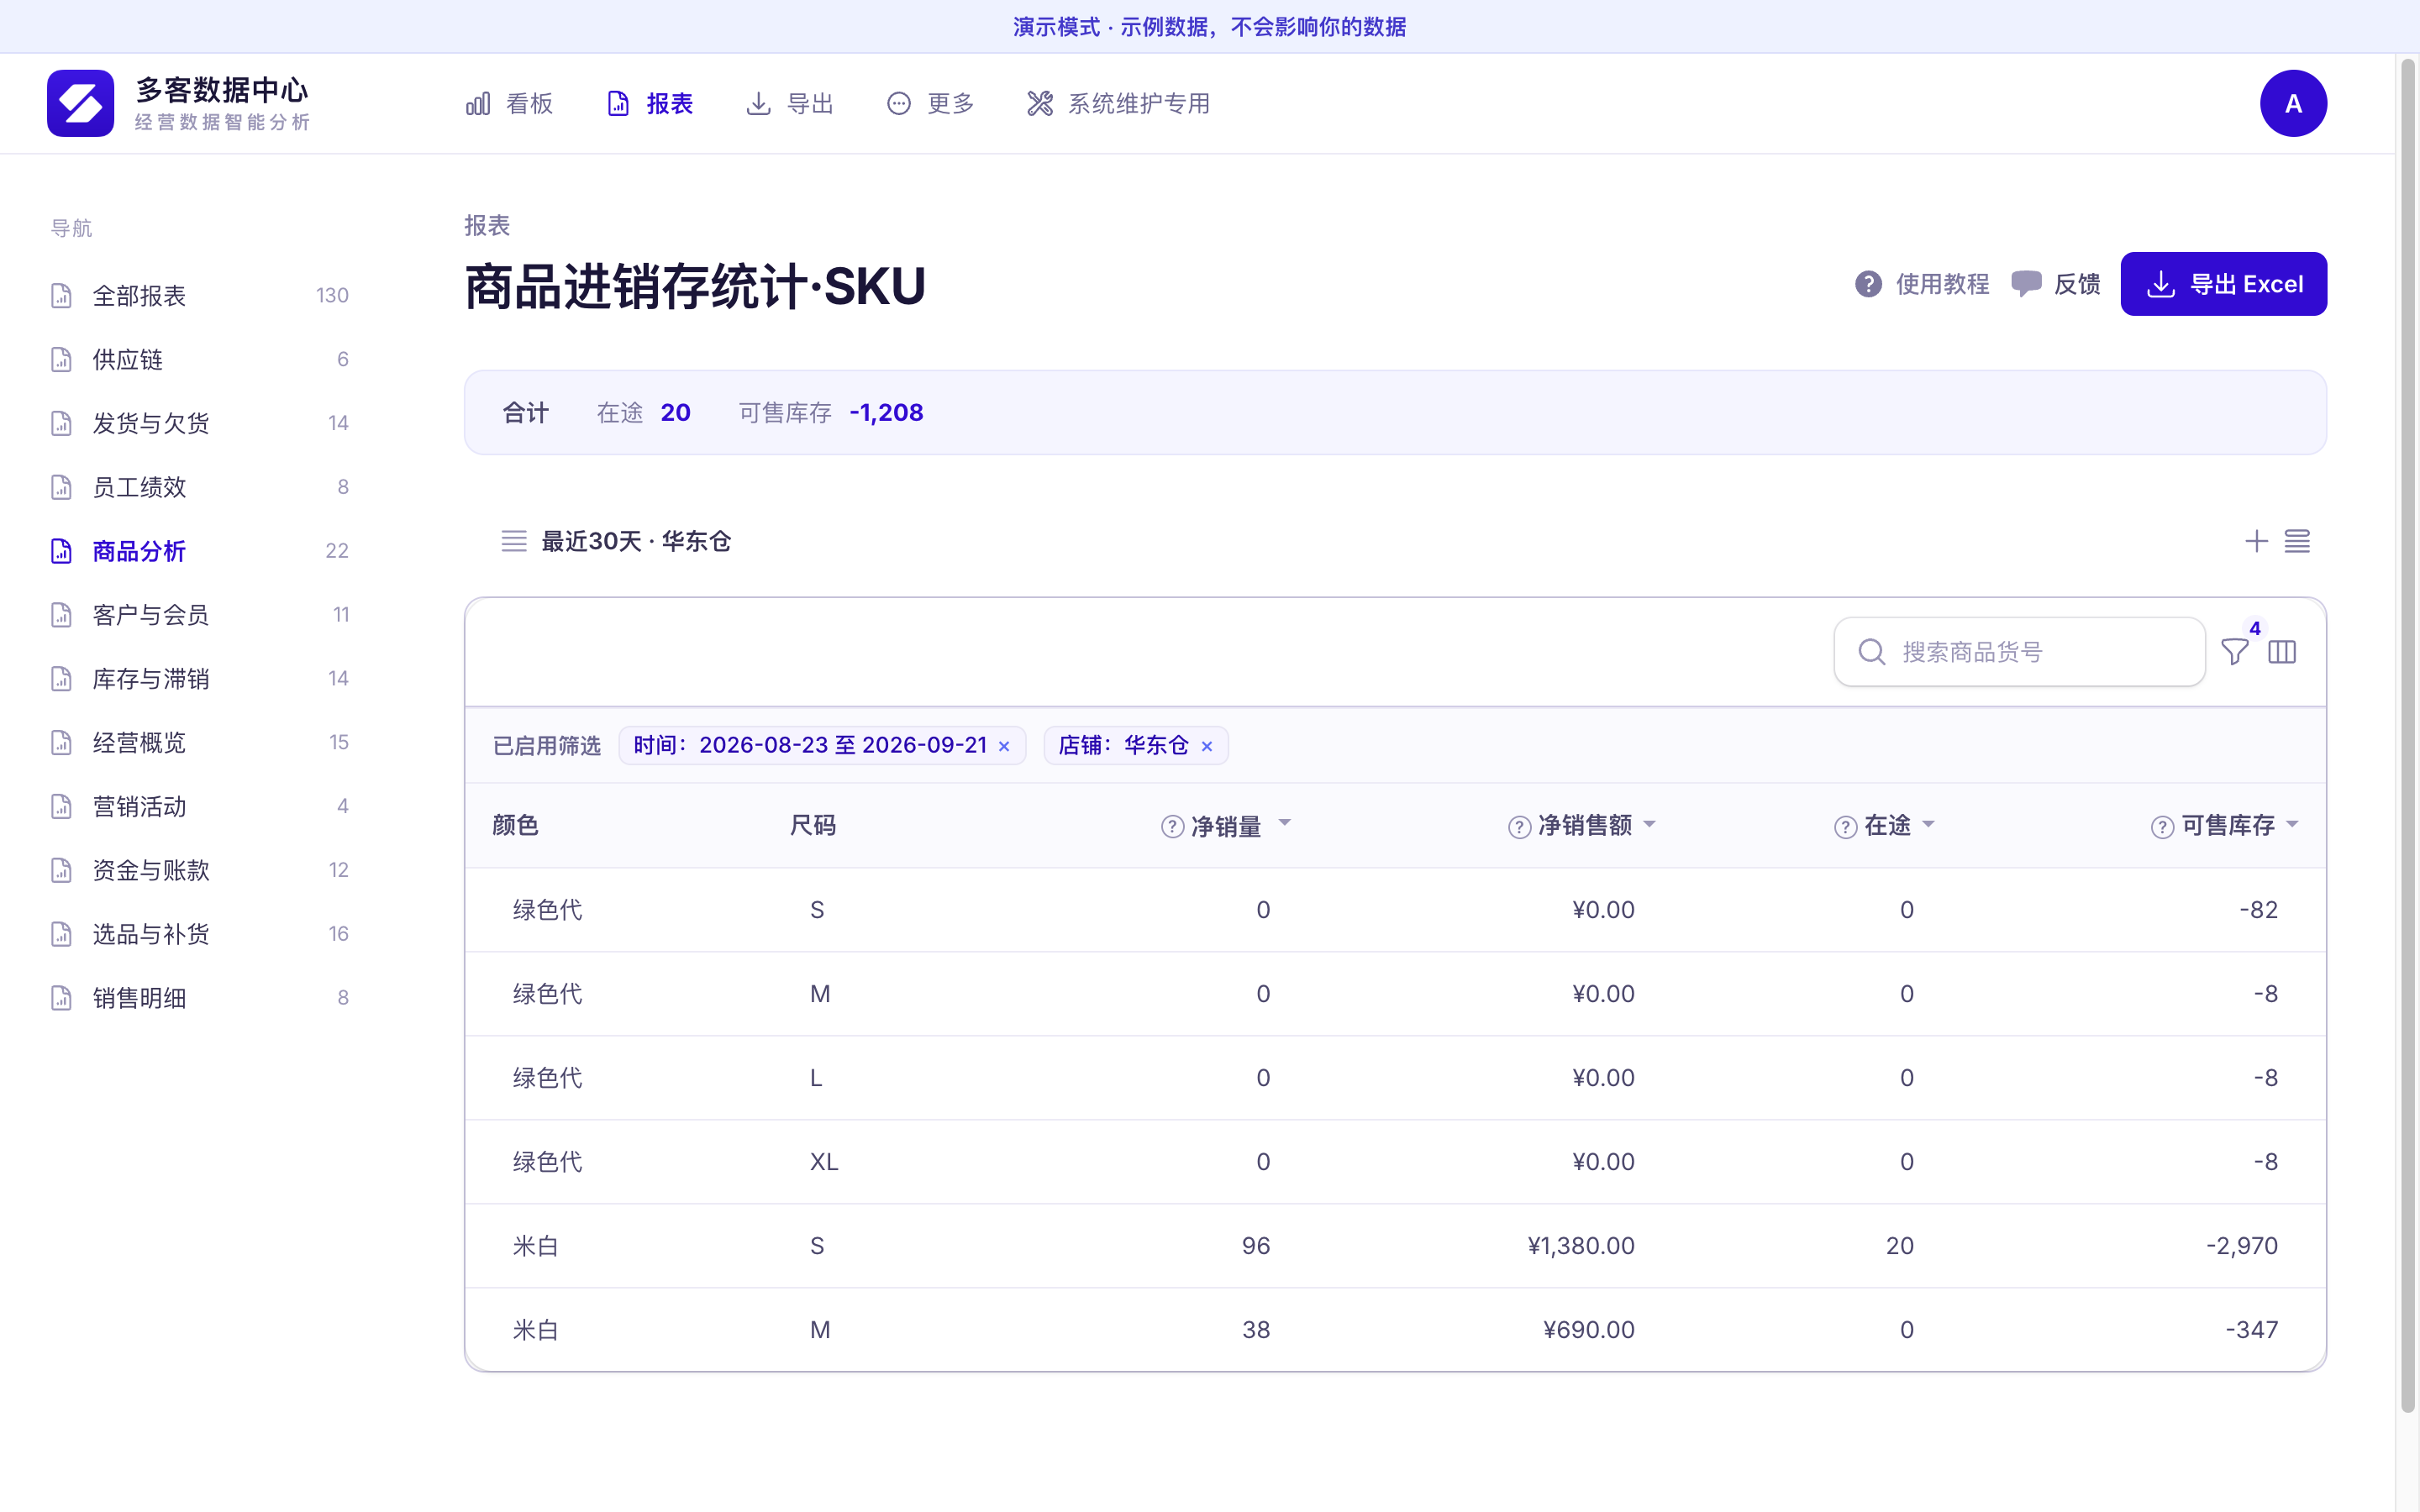 演示模式 · 示例数据，不会影响你的数据
多客数据中心
经营数据智能分析
看板 报表 导出 更多 系统维护专用
A
导航
全部报表 130
供应链 6
发货与欠货 14
员工绩效 8
商品分析 22
客户与会员 11
库存与滞销 14
经营概览 15
营销活动 4
资金与账款 12
选品与补货 16
销售明细 8
报表
商品进销存统计·SKU
? 使用教程 反馈 导出 Excel
合计 在途 20 可售库存 -1,208
最近30天 · 华东仓
搜索商品货号 4
已启用筛选 时间：2026-08-23 至 2026-09-21 × 店铺：华东仓 ×
颜色 尺码 ? 净销量 ? 净销售额 ? 在途 ? 可售库存
绿色代 S 0 ¥0.00 0 -82
绿色代 M 0 ¥0.00 0 -8
绿色代 L 0 ¥0.00 0 -8
绿色代 XL 0 ¥0.00 0 -8
米白 S 96 ¥1,380.00 20 -2,970
米白 M 38 ¥690.00 0 -347